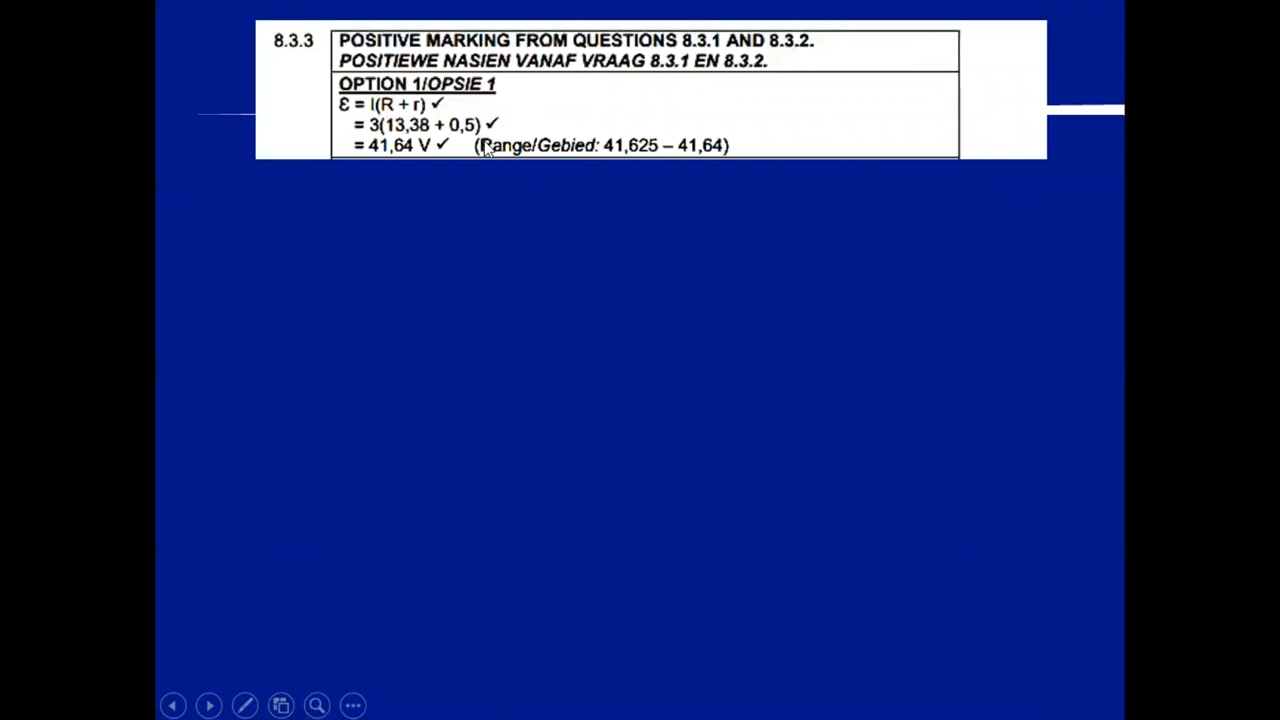 8.3.3 POSITIVE MARKING FROM QUESTIONS 8.3.1 AND 8.3.2.
POSITIEWE NASIEN VANAF VRAAG 8.3.1 EN 8.3.2.
OPTION 1/OPSIE 1
Ɛ = I(R + r) ✓
= 3(13,38 + 0,5) ✓
= 41,64 V ✓ (Range/Gebied: 41,625 – 41,64)